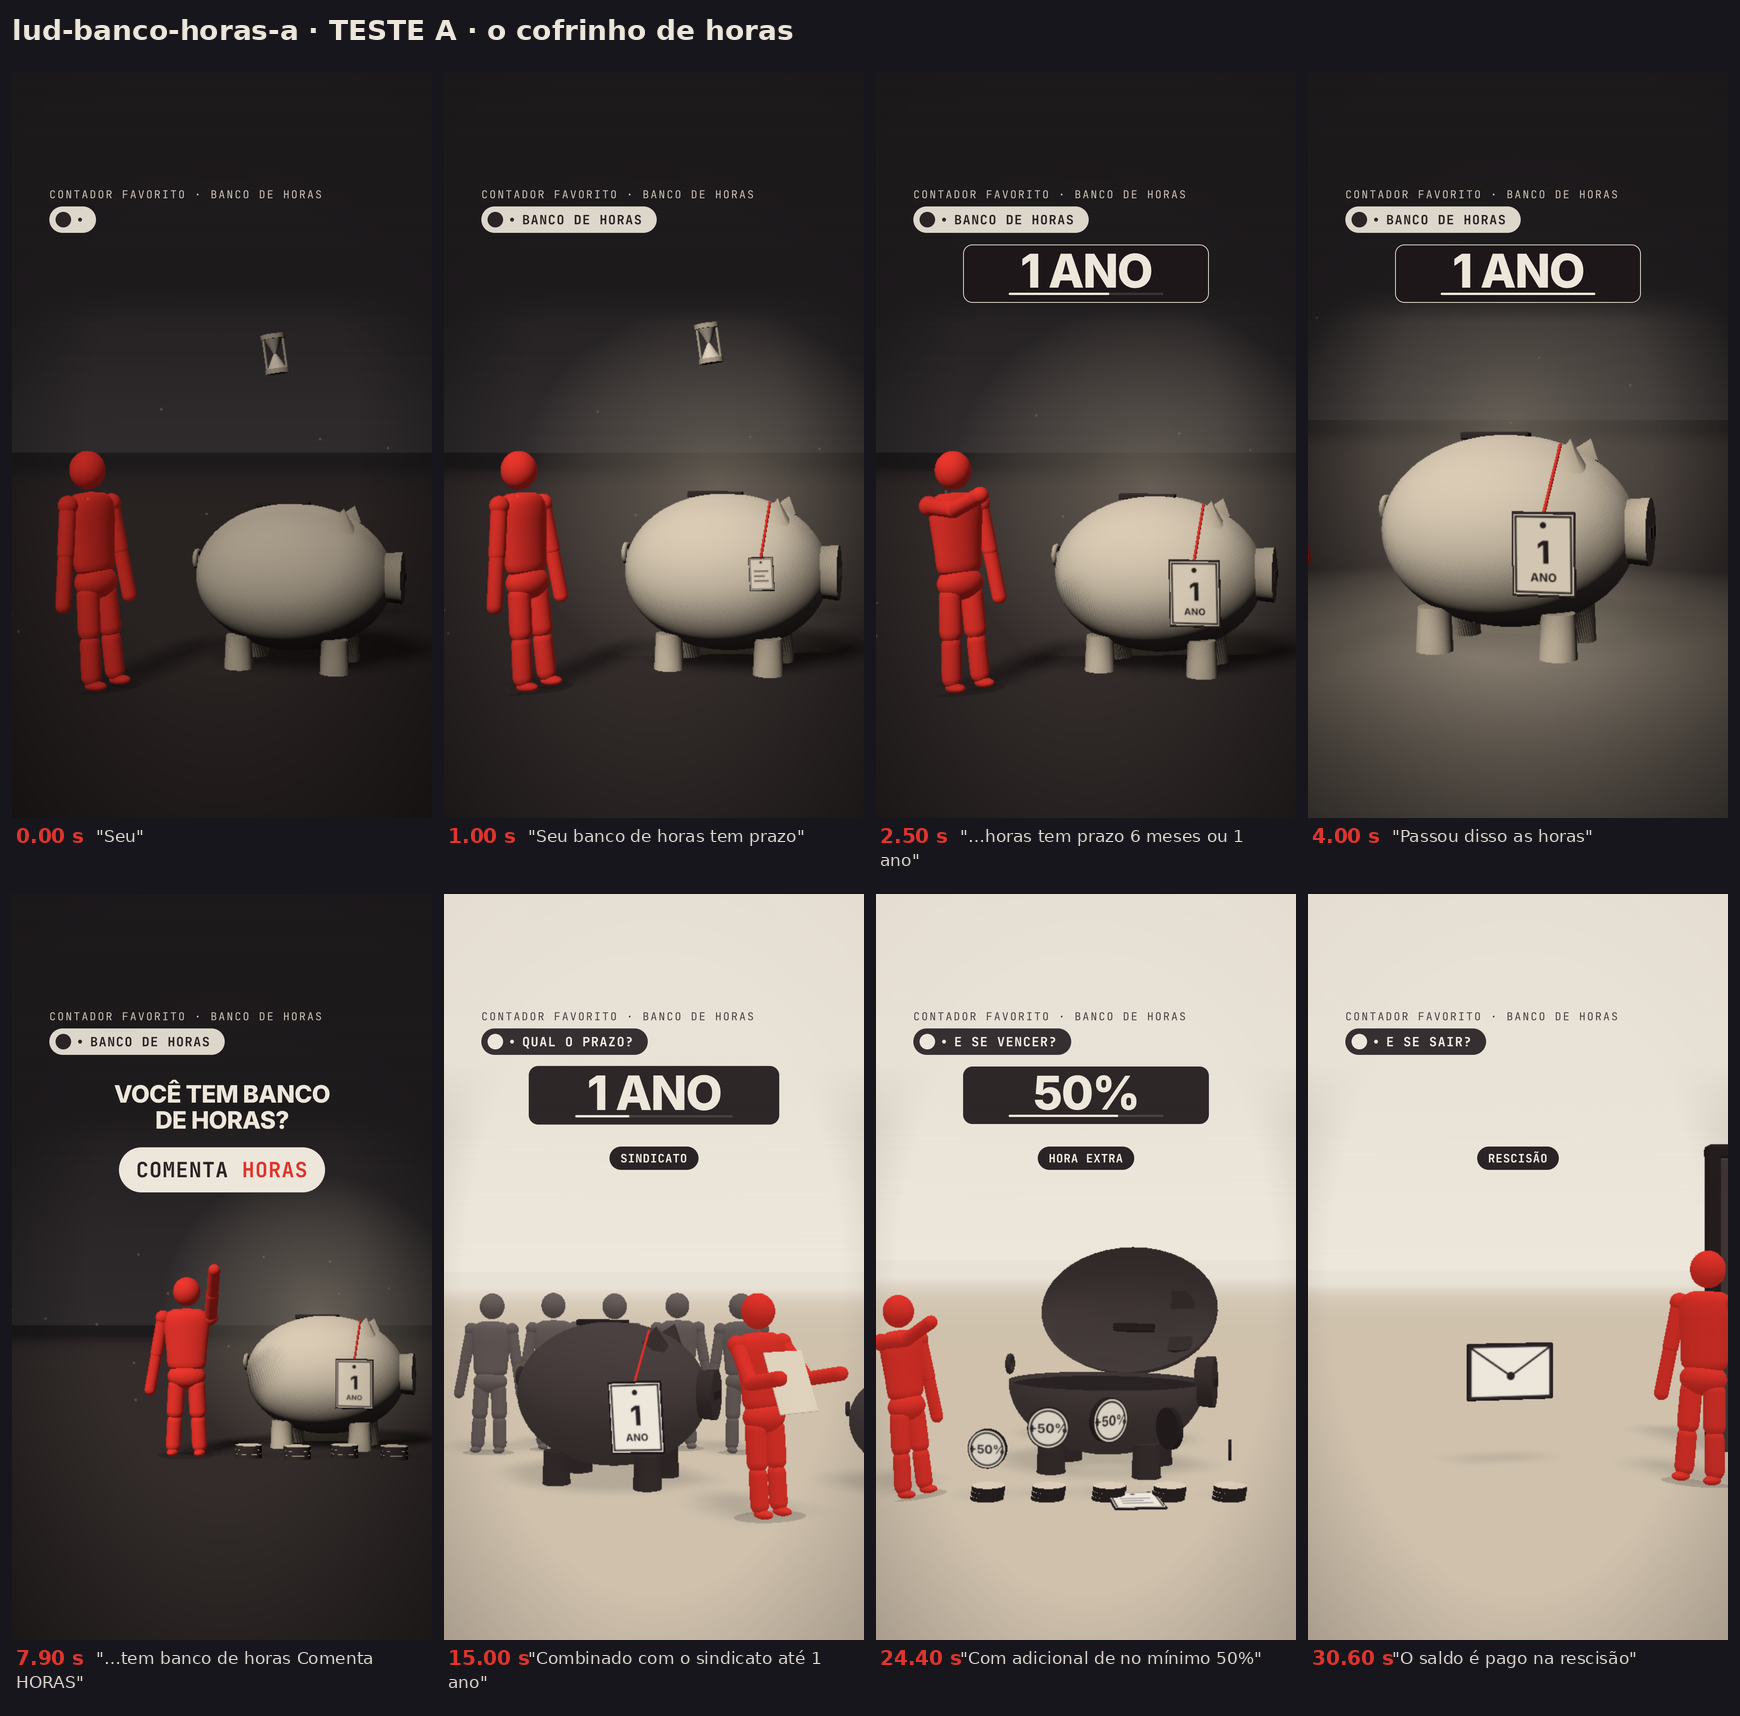 lud-banco-horas-a · TESTE A · o cofrinho de horas
CONTADOR FAVORITO · BANCO DE HORAS
0.00 s "Seu"
CONTADOR FAVORITO · BANCO DE HORAS
• BANCO DE HORAS
1.00 s "Seu banco de horas tem prazo"
CONTADOR FAVORITO · BANCO DE HORAS
• BANCO DE HORAS
1 ANO
1
ANO
2.50 s "...horas tem prazo 6 meses ou 1
ano"
CONTADOR FAVORITO · BANCO DE HORAS
• BANCO DE HORAS
1 ANO
1
ANO
4.00 s "Passou disso as horas"
CONTADOR FAVORITO · BANCO DE HORAS
• BANCO DE HORAS
VOCÊ TEM BANCO
DE HORAS?
COMENTA HORAS
1
ANO
7.90 s "...tem banco de horas Comenta
HORAS"
CONTADOR FAVORITO · BANCO DE HORAS
• QUAL O PRAZO?
1 ANO
SINDICATO
1
ANO
15.00 s "Combinado com o sindicato até 1
ano"
CONTADOR FAVORITO · BANCO DE HORAS
• E SE VENCER?
50%
HORA EXTRA
+50%
+50%
+50%
24.40 s "Com adicional de no mínimo 50%"
CONTADOR FAVORITO · BANCO DE HORAS
• E SE SAIR?
RESCISÃO
30.60 s "O saldo é pago na rescisão"